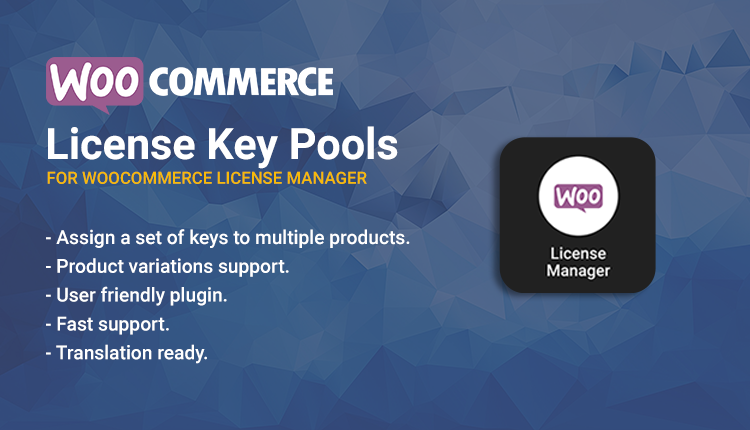 WOO COMMERCE
License Key Pools
FOR WOOCOMMERCE LICENSE MANAGER
- Assign a set of keys to multiple products.
- Product variations support.
- User friendly plugin.
- Fast support.
- Translation ready.
WOO
License
Manager